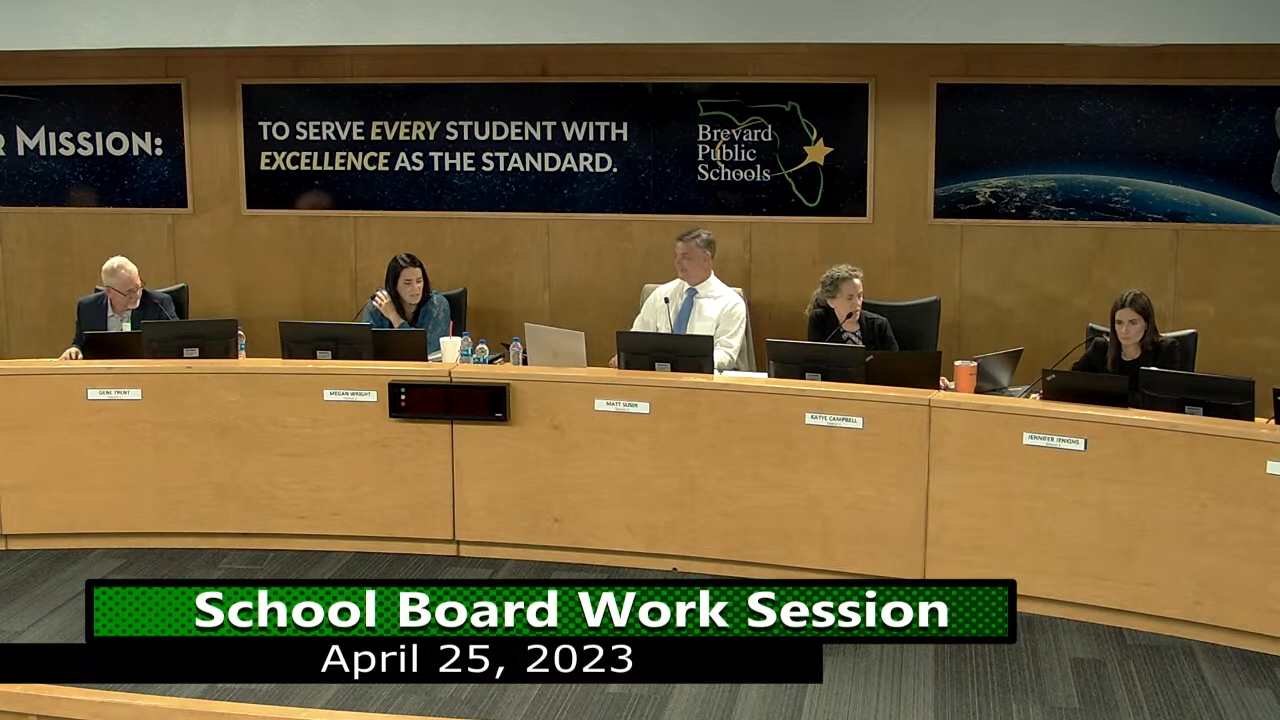 MISSION:
TO SERVE EVERY STUDENT WITH
EXCELLENCE AS THE STANDARD.
Brevard
Public
Schools
GENE TRENT
MEGAN WRIGHT
MATT SUSIN
KATYE CAMPBELL
JENNIFER JENKINS
School Board Work Session
April 25, 2023